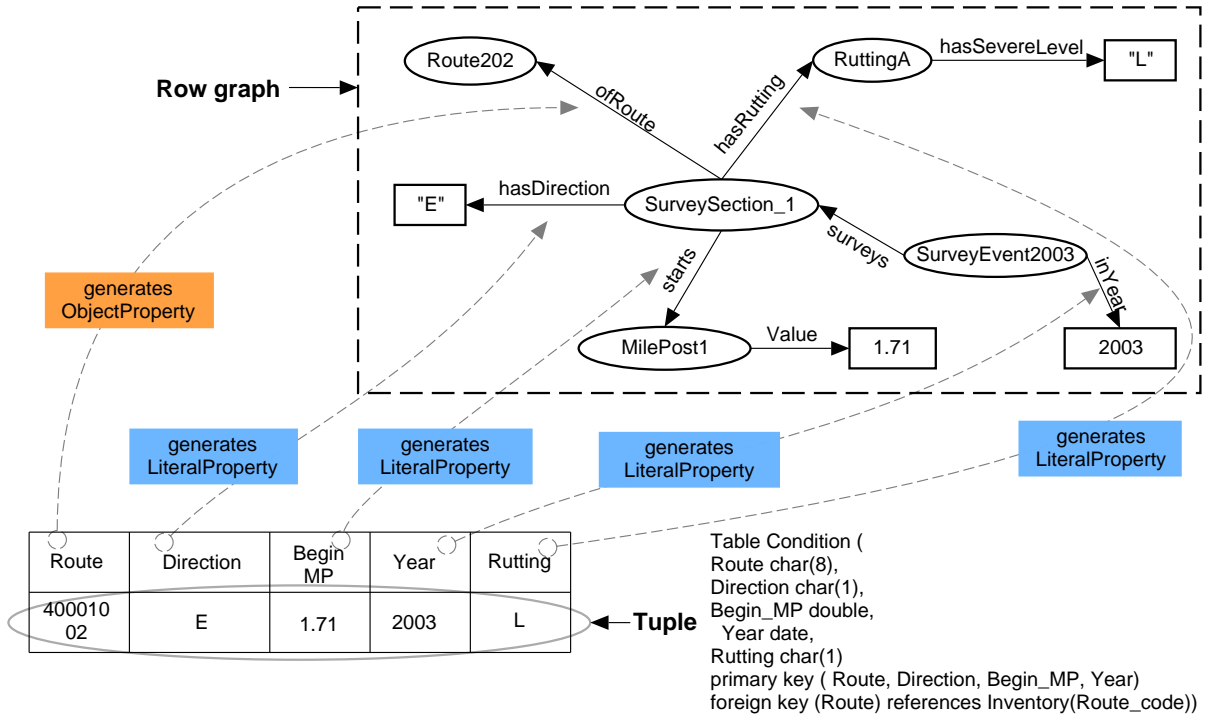 Route202
RuttingA
hasSevereLevel
"L"
Row graph
ofRoute
hasRutting
"E"
hasDirection
SurveySection_1
surveys
SurveyEvent2003
starts
inYear
MilePost1
Value
1.71
2003
generates
ObjectProperty
generates
LiteralProperty
generates
LiteralProperty
generates
LiteralProperty
generates
LiteralProperty
Route
Direction
Begin
MP
Year
Rutting
400010
02
E
1.71
2003
L
Tuple
Table Condition (
Route char(8),
Direction char(1),
Begin_MP double,
Year date,
Rutting char(1)
primary key ( Route, Direction, Begin_MP, Year)
foreign key (Route) references Inventory(Route_code))